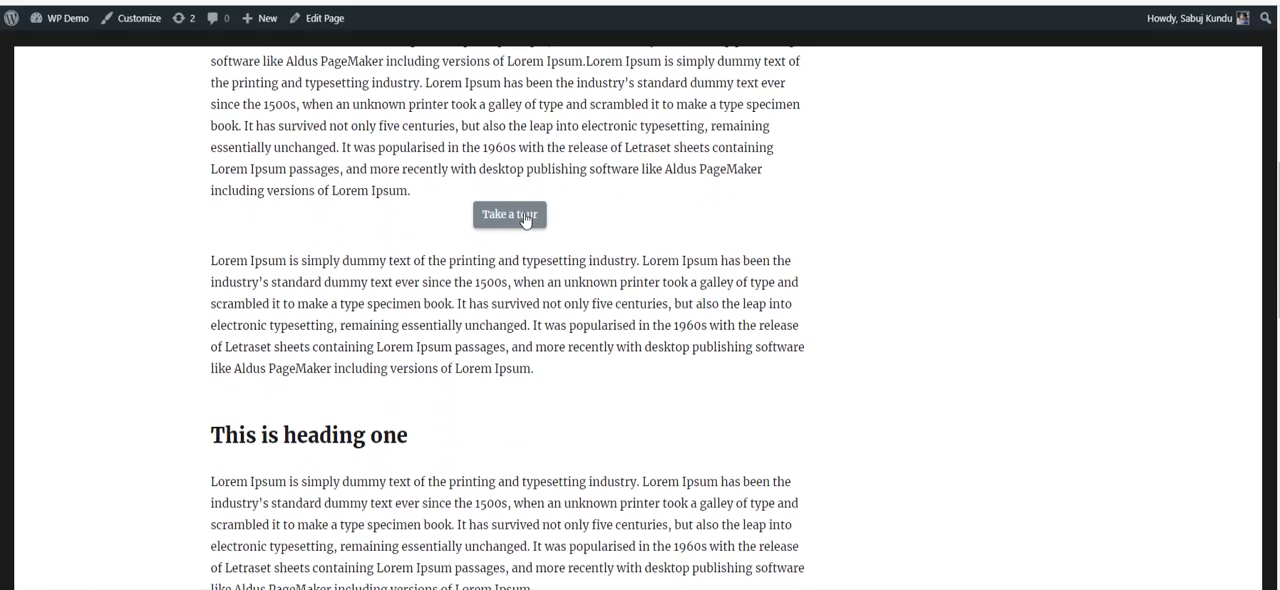 WP Demo Customize 2 0 New Edit Page Howdy, Sabuj Kundu
software like Aldus PageMaker including versions of Lorem Ipsum.Lorem Ipsum is simply dummy text of
the printing and typesetting industry. Lorem Ipsum has been the industry’s standard dummy text ever
since the 1500s, when an unknown printer took a galley of type and scrambled it to make a type specimen
book. It has survived not only five centuries, but also the leap into electronic typesetting, remaining
essentially unchanged. It was popularised in the 1960s with the release of Letraset sheets containing
Lorem Ipsum passages, and more recently with desktop publishing software like Aldus PageMaker
including versions of Lorem Ipsum.
Take a tour
Lorem Ipsum is simply dummy text of the printing and typesetting industry. Lorem Ipsum has been the
industry’s standard dummy text ever since the 1500s, when an unknown printer took a galley of type and
scrambled it to make a type specimen book. It has survived not only five centuries, but also the leap into
electronic typesetting, remaining essentially unchanged. It was popularised in the 1960s with the release
of Letraset sheets containing Lorem Ipsum passages, and more recently with desktop publishing software
like Aldus PageMaker including versions of Lorem Ipsum.
This is heading one
Lorem Ipsum is simply dummy text of the printing and typesetting industry. Lorem Ipsum has been the
industry’s standard dummy text ever since the 1500s, when an unknown printer took a galley of type and
scrambled it to make a type specimen book. It has survived not only five centuries, but also the leap into
electronic typesetting, remaining essentially unchanged. It was popularised in the 1960s with the release
of Letraset sheets containing Lorem Ipsum passages, and more recently with desktop publishing software
like Aldus PageMaker including versions of Lorem Ipsum.